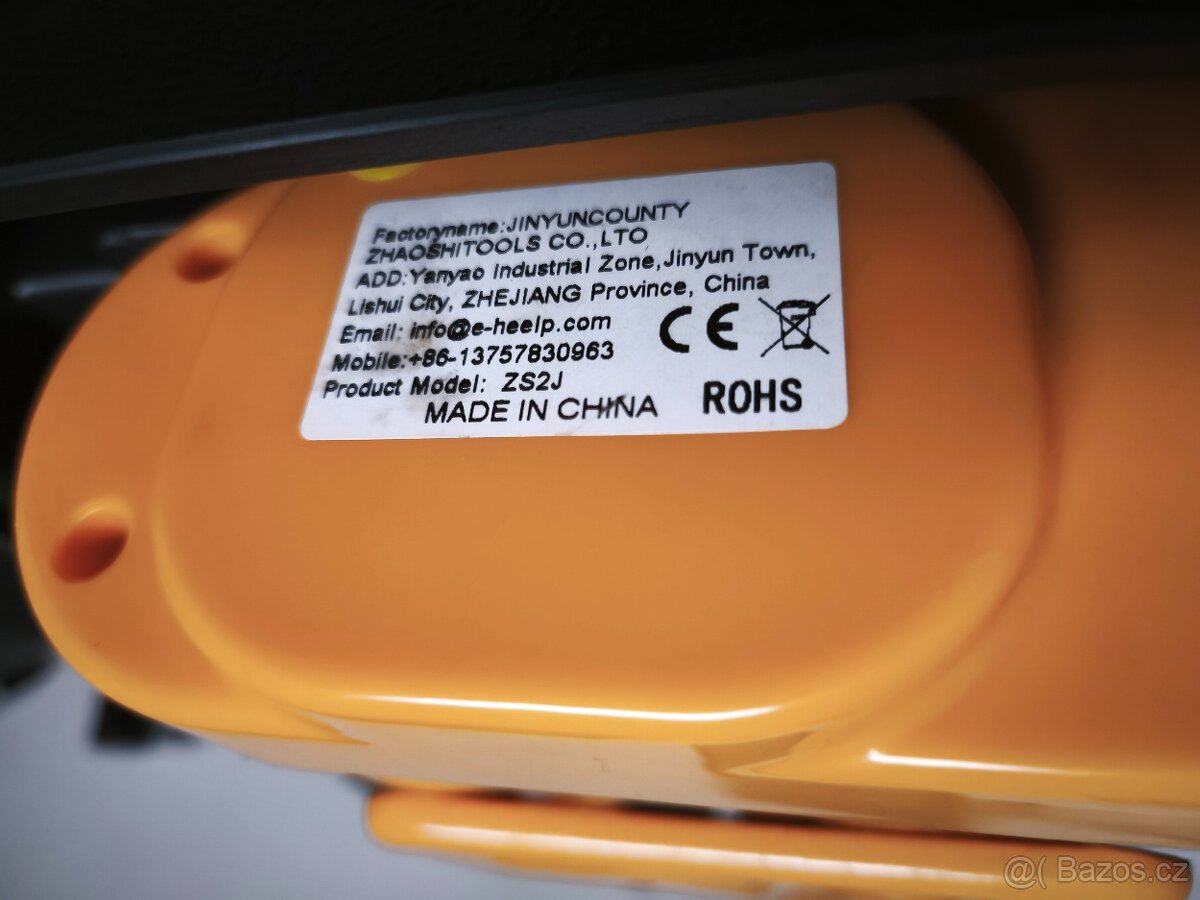 Factoryname:JINYUNCOUNTY
ZHAOSHITOOLS CO.,LTO
ADD:Yanyao Industrial Zone,Jinyun Town,
Lishui City, ZHEJIANG Province, China
Email: info@e-heelp.com
Mobile:+86-13757830963
Product Model: ZS2J
MADE IN CHINA
CE
ROHS
@( Bazos.cz